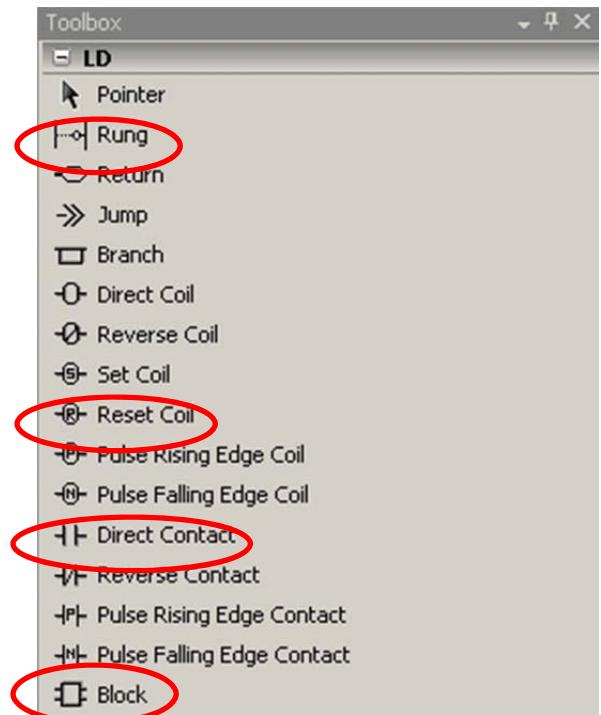 Toolbox
LD
Pointer
Rung
Return
Jump
Branch
Direct Coil
Reverse Coil
Set Coil
Reset Coil
Pulse Rising Edge Coil
Pulse Falling Edge Coil
Direct Contact
Reverse Contact
Pulse Rising Edge Contact
Pulse Falling Edge Contact
Block